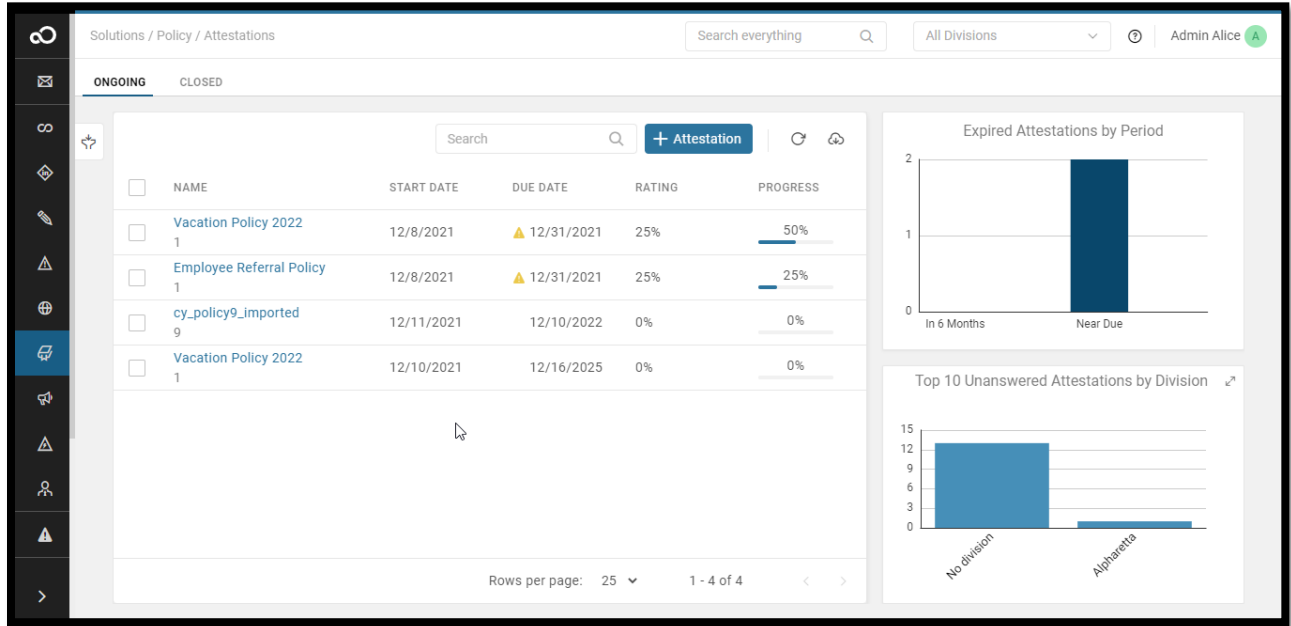 Solutions / Policy / Attestations
Search everything
All Divisions
Admin Alice A
ONGOING CLOSED
Search
+ Attestation
NAME START DATE DUE DATE RATING PROGRESS
Vacation Policy 2022
1
12/8/2021 12/31/2021 25% 50%
Employee Referral Policy
1
12/8/2021 12/31/2021 25% 25%
cy_policy9_imported
9
12/11/2021 12/10/2022 0% 0%
Vacation Policy 2022
1
12/10/2021 12/16/2025 0% 0%
Rows per page: 25 1 - 4 of 4
Expired Attestations by Period
2
1
0
In 6 Months Near Due
Top 10 Unanswered Attestations by Division
15
12
9
6
3
0
No division Alpharetta